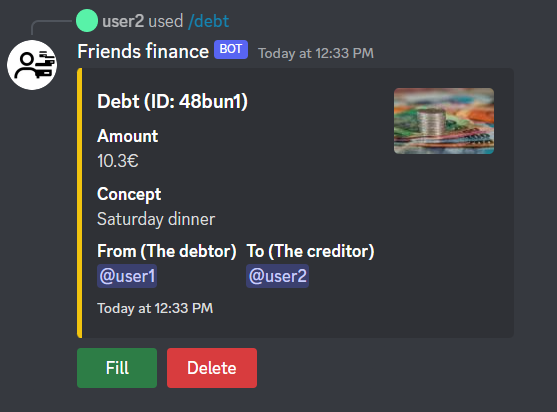 user2 used /debt
Friends finance BOT Today at 12:33 PM
Debt (ID: 48bun1)
Amount
10.3€
Concept
Saturday dinner
From (The debtor) To (The creditor)
@user1 @user2
Today at 12:33 PM
Fill Delete